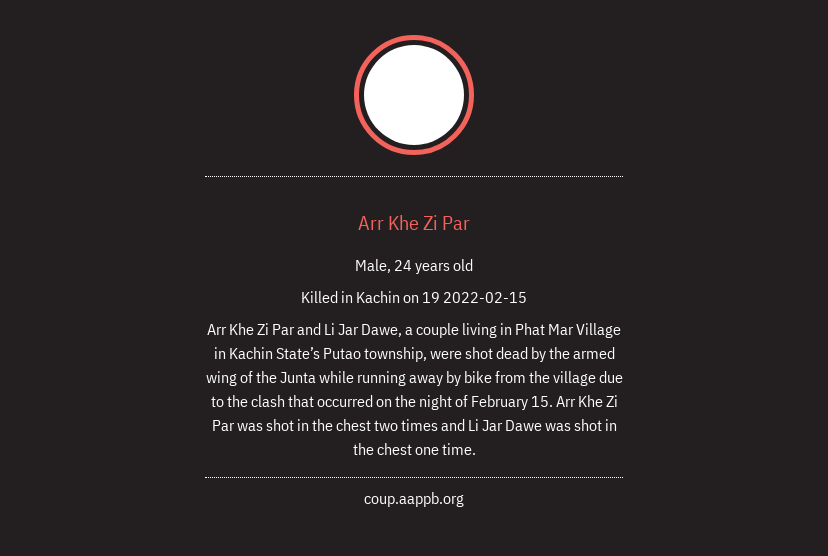 Arr Khe Zi Par
Male, 24 years old
Killed in Kachin on 19 2022-02-15
Arr Khe Zi Par and Li Jar Dawe, a couple living in Phat Mar Village
in Kachin State’s Putao township, were shot dead by the armed
wing of the Junta while running away by bike from the village due
to the clash that occurred on the night of February 15. Arr Khe Zi
Par was shot in the chest two times and Li Jar Dawe was shot in
the chest one time.
coup.aappb.org